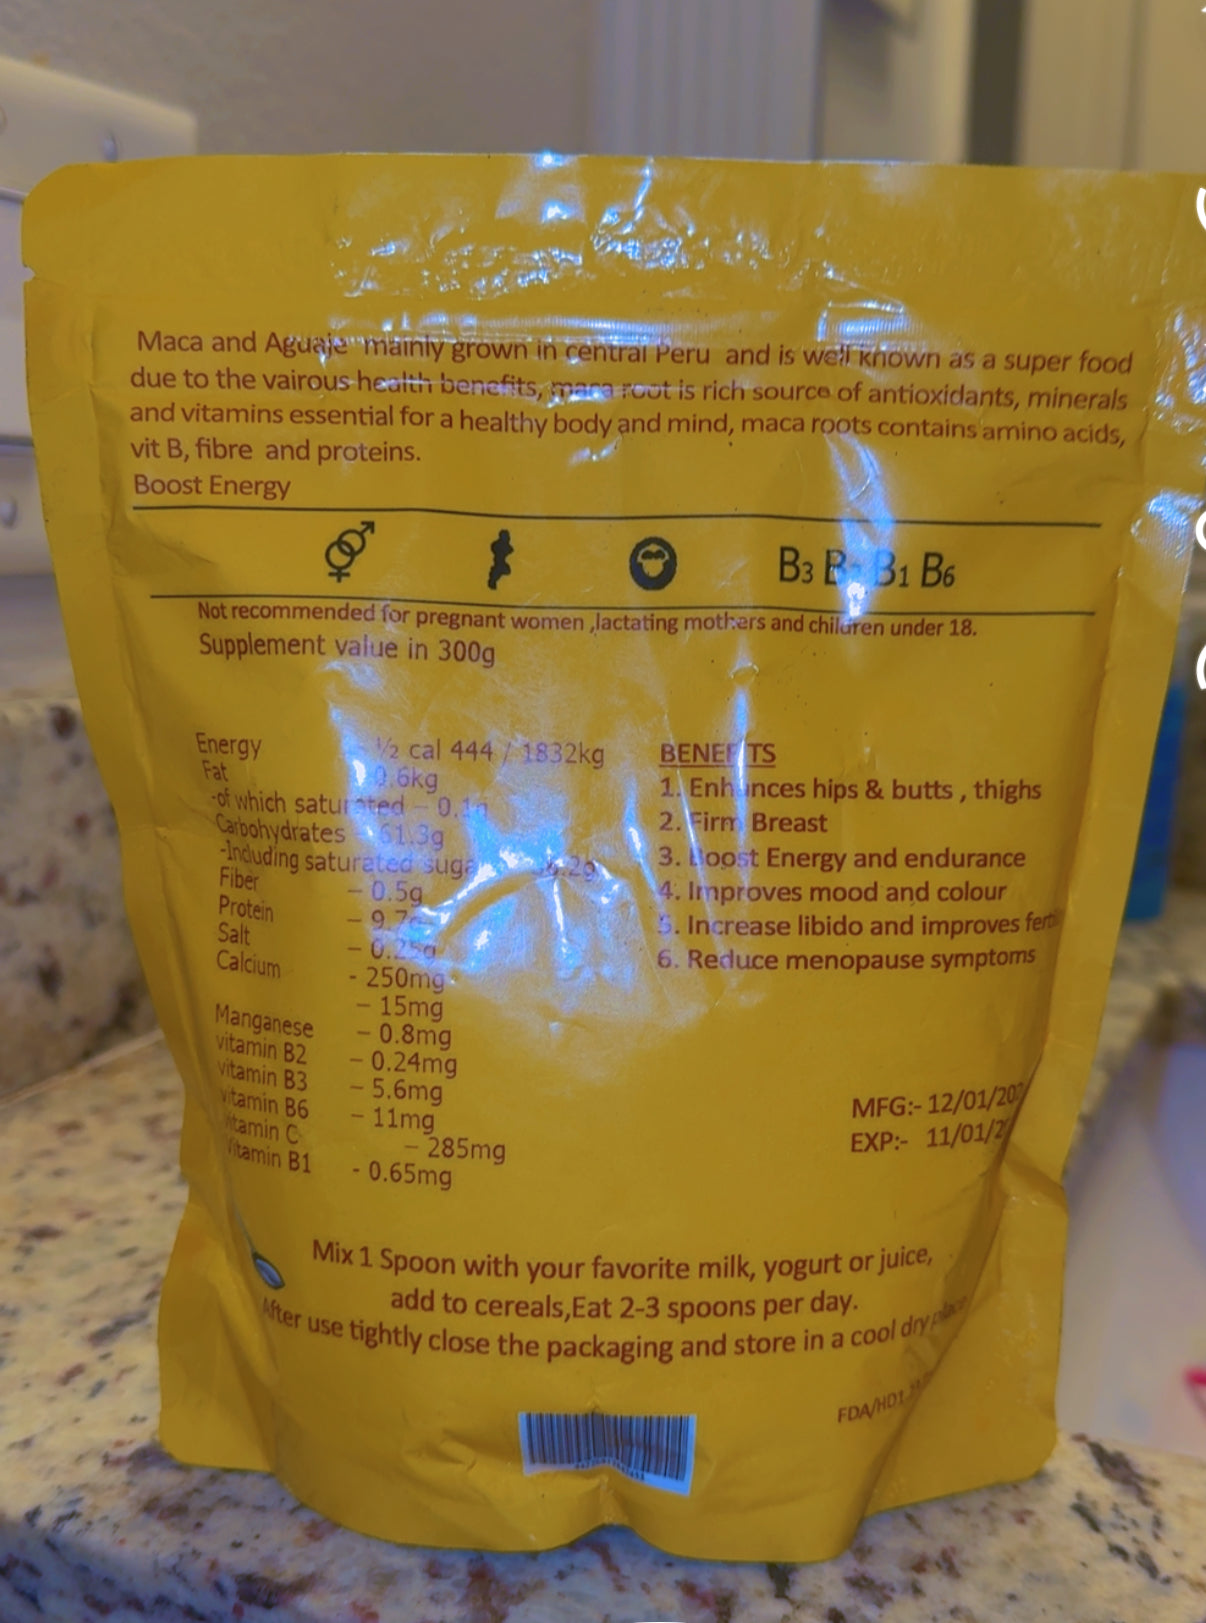 Maca and Aguaje mainly grown in central Peru and is well known as a super food
due to the vairous health benefits, maca root is rich source of antioxidants, minerals
and vitamins essential for a healthy body and mind, maca roots contains amino acids,
vit B, fibre and proteins.
Boost Energy
B3 B1 B6
Not recommended for pregnant women ,lactating mothers and children under 18.
Supplement value in 300g
Energy ½ cal 444 / 1832kg
Fat
-of which saturated –
Carbohydrates 61.3g
-Including saturated
Fiber – 0.5g
Protein
Salt – 0.25g
Calcium - 250mg
– 15mg
Manganese – 0.8mg
vitamin B2 – 0.24mg
vitamin B3 – 5.6mg
vitamin B6 – 11mg
vitamin C – 285mg
Vitamin B1 - 0.65mg
BENEFITS
1. Enhances hips & butts , thighs
2. Firm Breast
3. Boost Energy and endurance
4. Improves mood and colour
5. Increase libido and improves
6. Reduce menopause symptoms
MFG:- 12/01/
EXP:- 11/01/
Mix 1 Spoon with your favorite milk, yogurt or juice,
add to cereals,Eat 2-3 spoons per day.
After use tightly close the packaging and store in a cool dry place